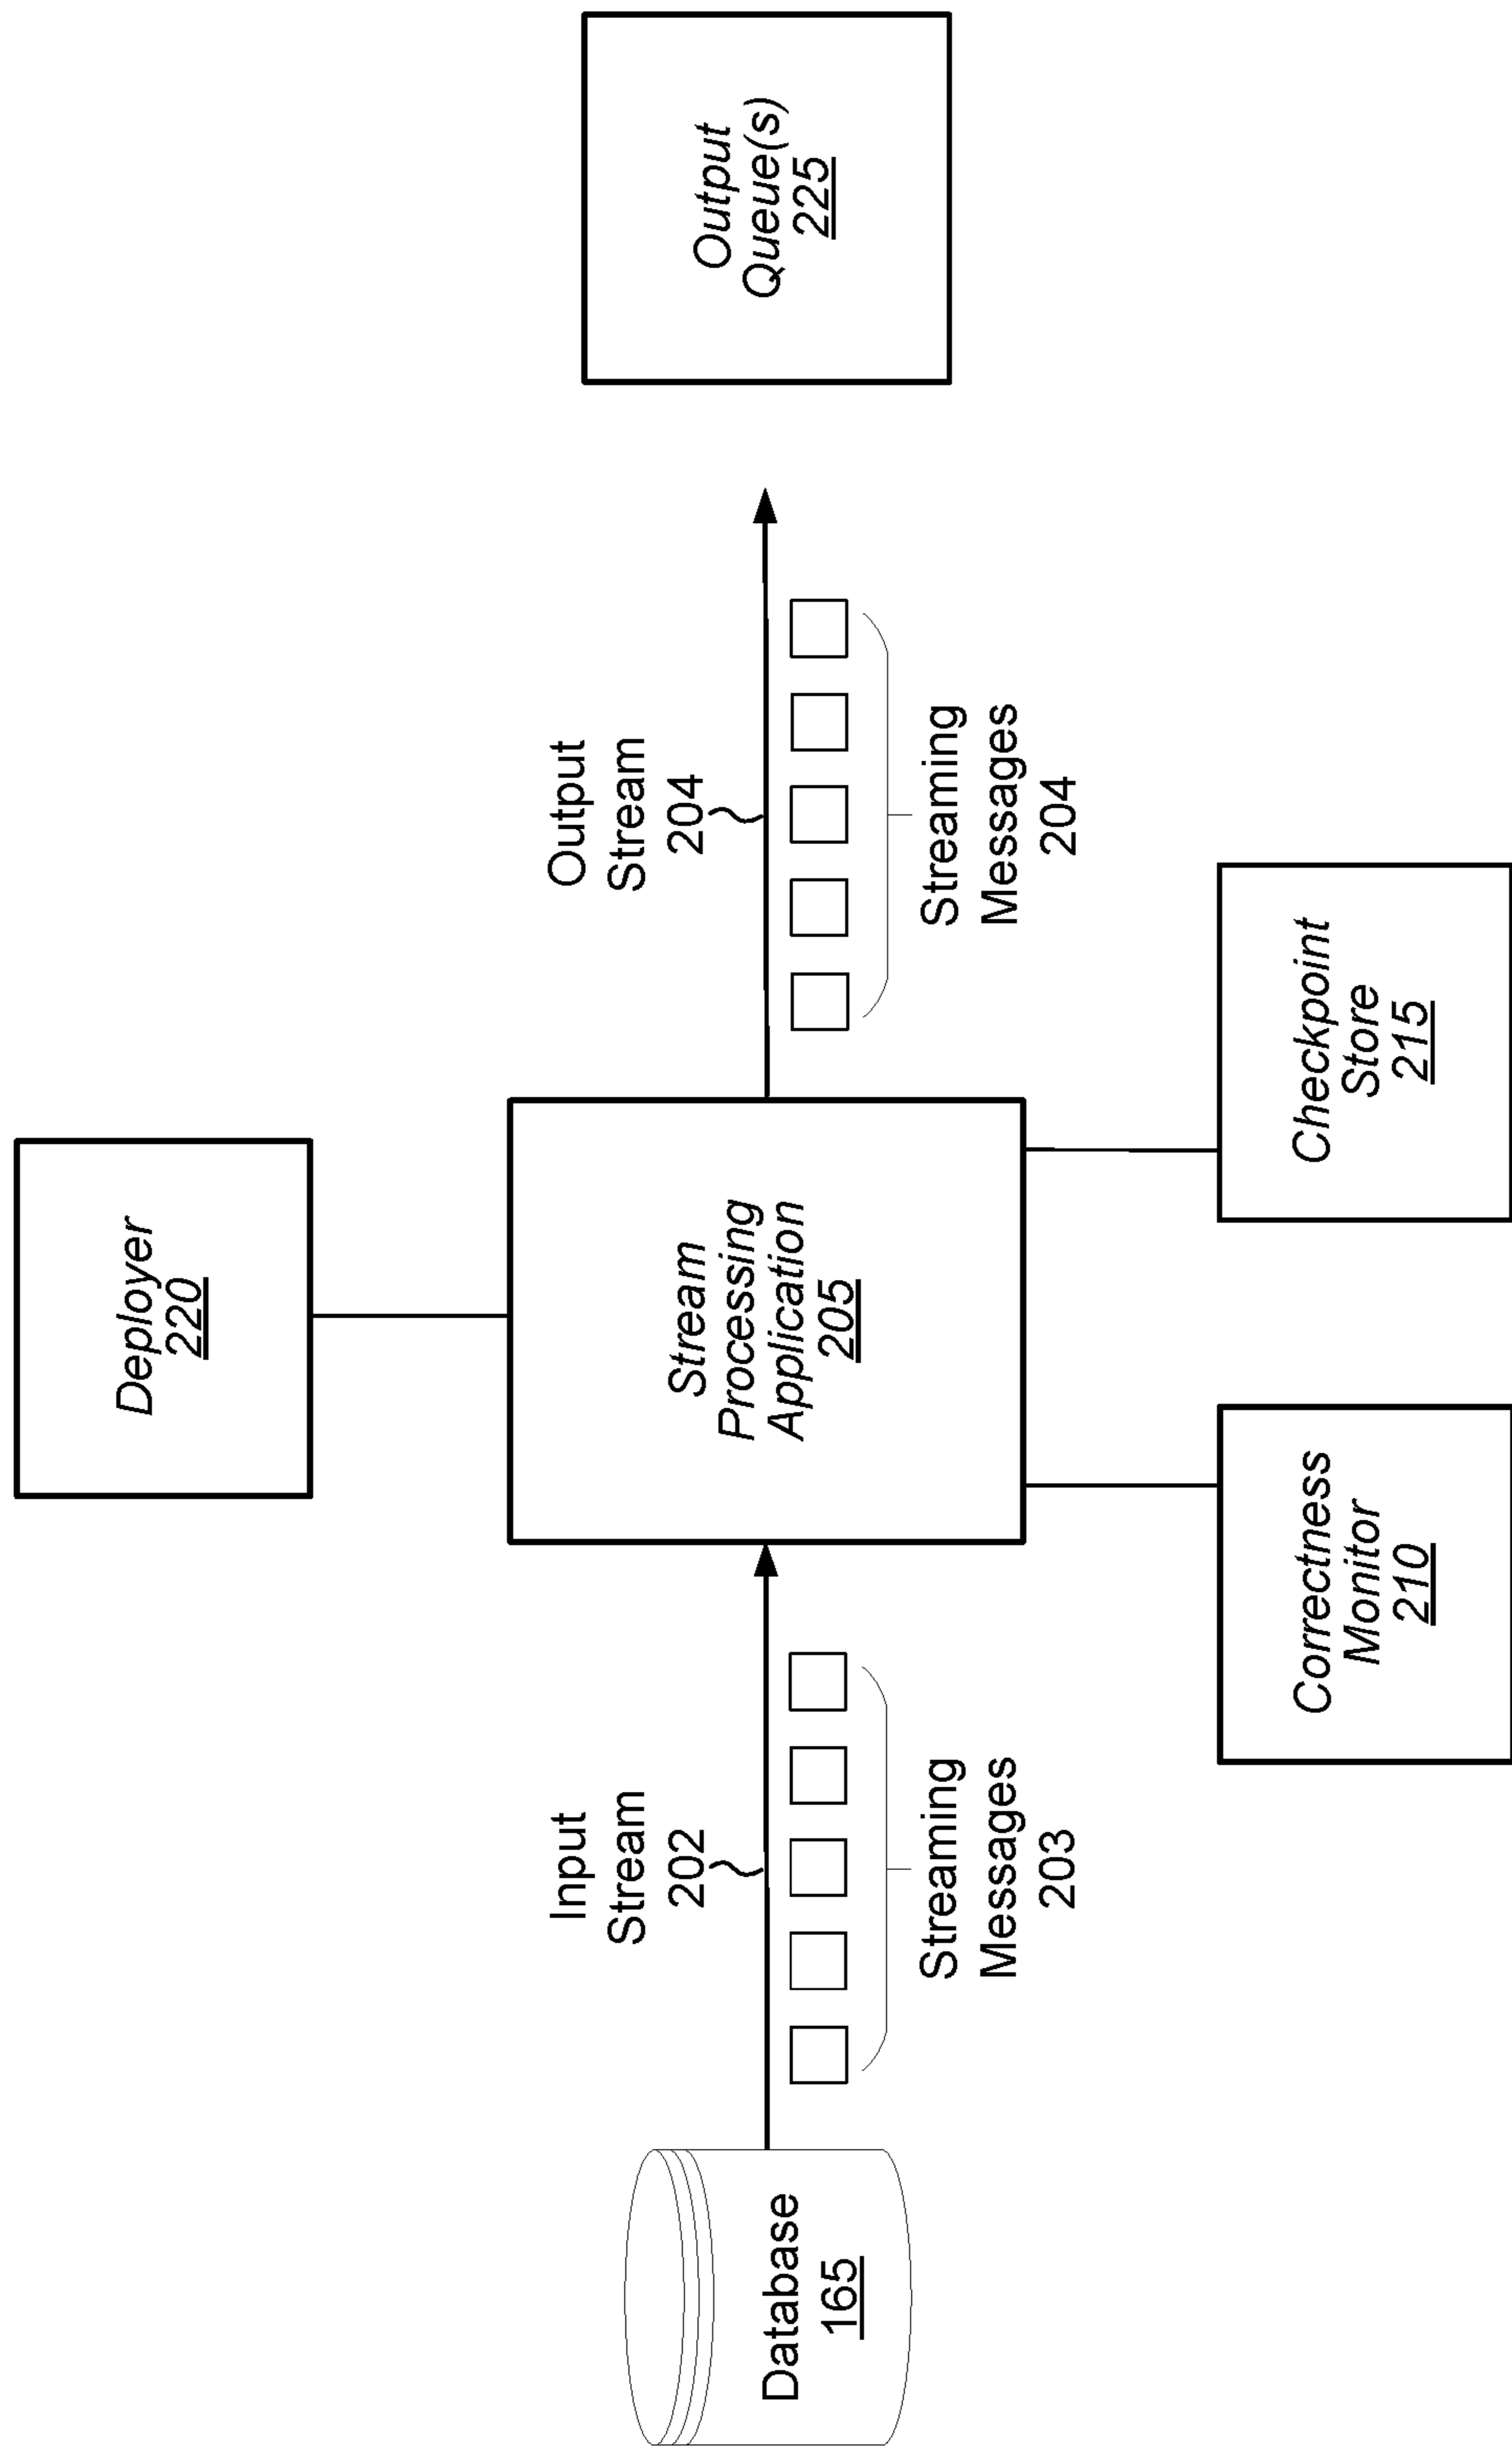 Deployer
220
Input
Stream
202
Output
Stream
204
Database
165
Stream
Processing
Application
205
Output
Queue(s)
225
Streaming
Messages
203
Streaming
Messages
204
Correctness
Monitor
210
Checkpoint
Store
215